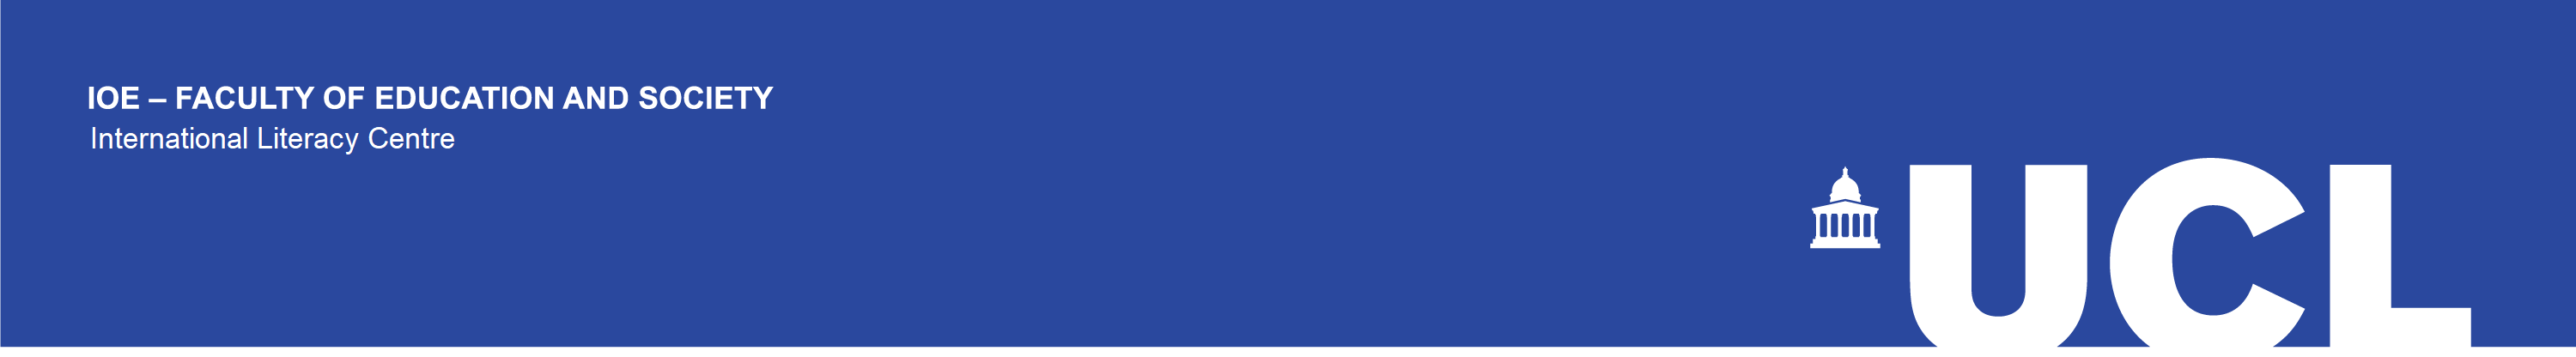 IOE – FACULTY OF EDUCATION AND SOCIETY
International Literacy Centre
UCL